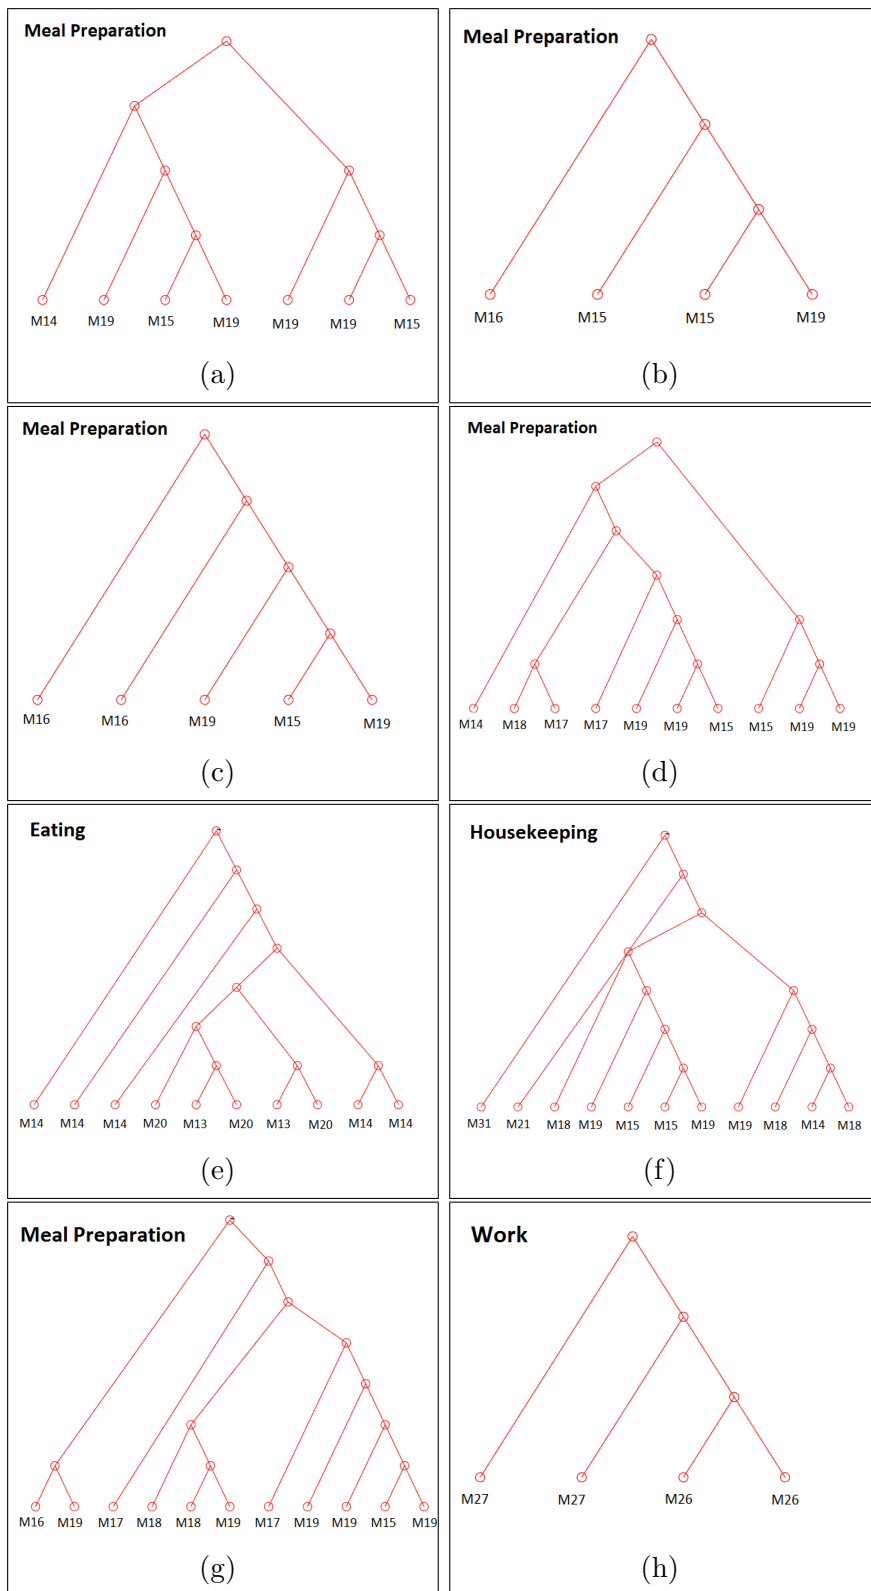 Meal Preparation
M14 M19 M15 M19 M19 M19 M15
(a)
Meal Preparation
M16 M15 M15 M19
(b)
Meal Preparation
M16 M16 M19 M15 M19
(c)
Meal Preparation
M14 M18 M17 M17 M19 M19 M15 M15 M19 M19
(d)
Eating
M14 M14 M14 M20 M13 M20 M13 M20 M14 M14
(e)
Housekeeping
M31 M21 M18 M19 M15 M15 M19 M19 M18 M14 M18
(f)
Meal Preparation
M16 M19 M17 M18 M18 M19 M17 M19 M19 M15 M19
(g)
Work
M27 M27 M26 M26
(h)